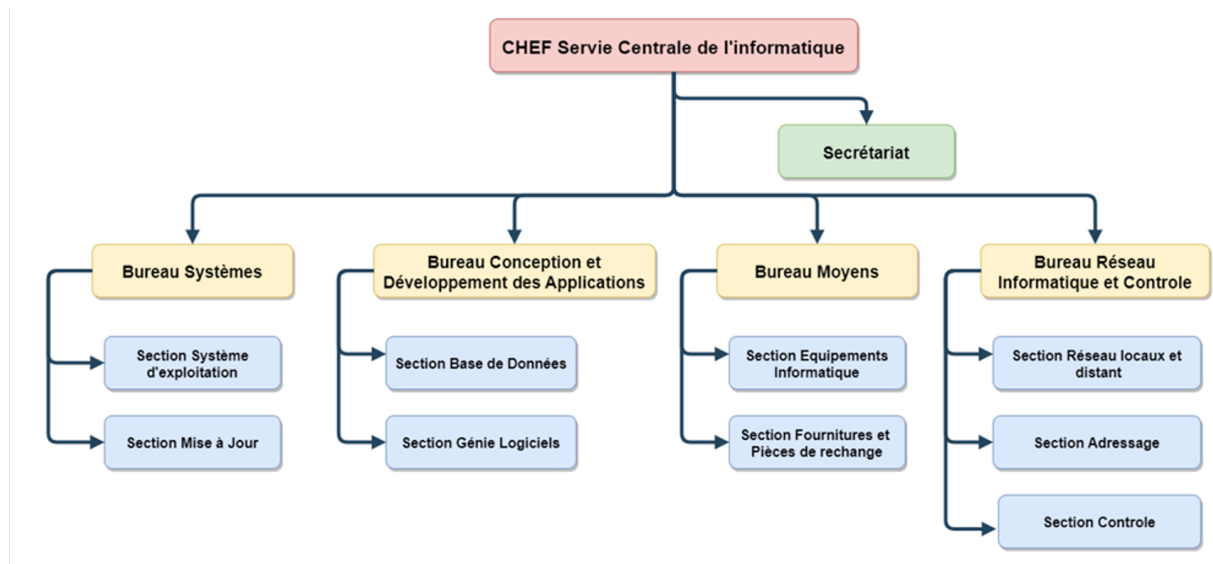 CHEF Servie Centrale de l'informatique
Secrétariat
Bureau Systèmes
Bureau Conception et
Développement des Applications
Bureau Moyens
Bureau Réseau
Informatique et Controle
Section Système
d'exploitation
Section Base de Données
Section Equipements
Informatique
Section Réseau locaux et
distant
Section Mise à Jour
Section Génie Logiciels
Section Fournitures et
Pièces de rechange
Section Adressage
Section Controle